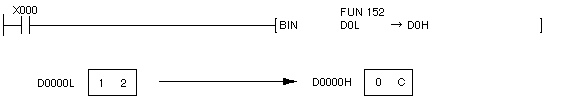 X000
FUN 152
[ BIN D0L → D0H ]
D0000L 1 2 D0000H 0 C